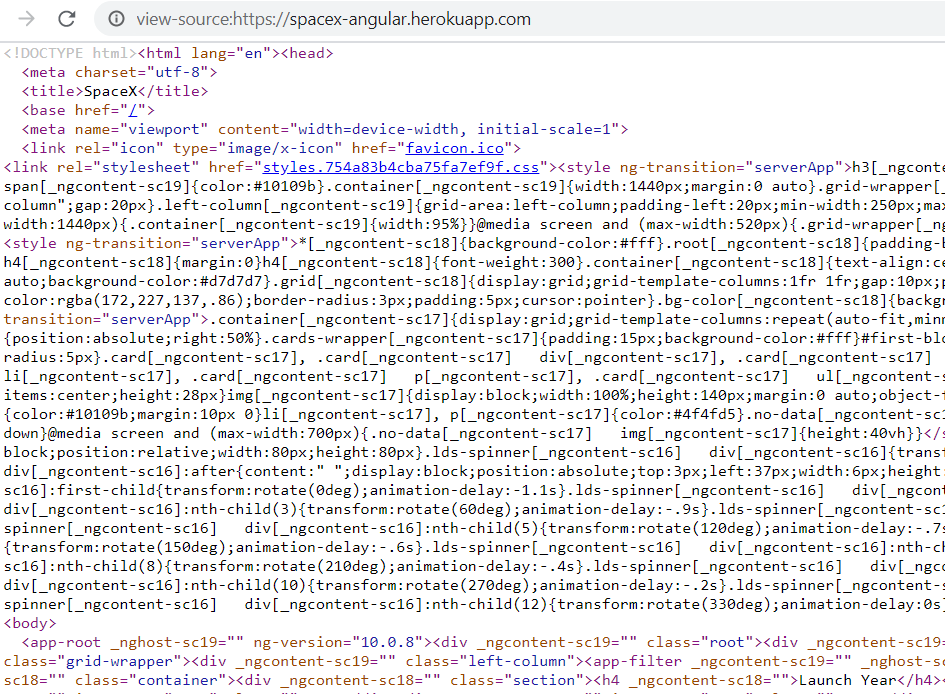 view-source:https://spacex-angular.herokuapp.com
<!DOCTYPE html><html lang="en"><head>
<meta charset="utf-8">
<title>SpaceX</title>
<base href="/">
<meta name="viewport" content="width=device-width, initial-scale=1">
<link rel="icon" type="image/x-icon" href="favicon.ico">
<link rel="stylesheet" href="styles.754a83b4cba75fa7ef9f.css"><style ng-transition="serverApp">h3[_ngconte
span[_ngcontent-sc19]{color:#10109b}.container[_ngcontent-sc19]{width:1440px;margin:0 auto}.grid-wrapper[_
column";gap:20px}.left-column[_ngcontent-sc19]{grid-area:left-column;padding-left:20px;min-width:250px;max
width:1440px){.container[_ngcontent-sc19]{width:95%}}@media screen and (max-width:520px){.grid-wrapper[_ng
<style ng-transition="serverApp">*[_ngcontent-sc18]{background-color:#fff}.root[_ngcontent-sc18]{padding-b
h4[_ngcontent-sc18]{margin:0}h4[_ngcontent-sc18]{font-weight:300}.container[_ngcontent-sc18]{text-align:ce
auto;background-color:#d7d7d7}.grid[_ngcontent-sc18]{display:grid;grid-template-columns:1fr 1fr;gap:10px;p
color:rgba(172,227,137,.86);border-radius:3px;padding:5px;cursor:pointer}.bg-color[_ngcontent-sc18]{backg
transition="serverApp">.container[_ngcontent-sc17]{display:grid;grid-template-columns:repeat(auto-fit,minm
{position:absolute;right:50%}.cards-wrapper[_ngcontent-sc17]{padding:15px;background-color:#fff}#first-blo
radius:5px}.card[_ngcontent-sc17], .card[_ngcontent-sc17]   div[_ngcontent-sc17], .card[_ngcontent-sc17]
li[_ngcontent-sc17], .card[_ngcontent-sc17]   p[_ngcontent-sc17], .card[_ngcontent-sc17]   ul[_ngcontent-s
items:center;height:28px}img[_ngcontent-sc17]{display:block;width:100%;height:140px;margin:0 auto;object-f
{color:#10109b;margin:10px 0}li[_ngcontent-sc17], p[_ngcontent-sc17]{color:#4f4fd5}.no-data[_ngcontent-sc1
down}@media screen and (max-width:700px){.no-data[_ngcontent-sc17]   img[_ngcontent-sc17]{height:40vh}}</s
block;position:relative;width:80px;height:80px}.lds-spinner[_ngcontent-sc16]   div[_ngcontent-sc16]{transf
div[_ngcontent-sc16]:after{content:" ";display:block;position:absolute;top:3px;left:37px;width:6px;height:
sc16]:first-child{transform:rotate(0deg);animation-delay:-1.1s}.lds-spinner[_ngcontent-sc16]   div[_ngcont
div[_ngcontent-sc16]:nth-child(3){transform:rotate(60deg);animation-delay:-.9s}.lds-spinner[_ngcontent-sc1
spinner[_ngcontent-sc16]   div[_ngcontent-sc16]:nth-child(5){transform:rotate(120deg);animation-delay:-.7s
{transform:rotate(150deg);animation-delay:-.6s}.lds-spinner[_ngcontent-sc16]   div[_ngcontent-sc16]:nth-ch
sc16]:nth-child(8){transform:rotate(210deg);animation-delay:-.4s}.lds-spinner[_ngcontent-sc16]   div[_ngco
div[_ngcontent-sc16]:nth-child(10){transform:rotate(270deg);animation-delay:-.2s}.lds-spinner[_ngcontent-s
spinner[_ngcontent-sc16]   div[_ngcontent-sc16]:nth-child(12){transform:rotate(330deg);animation-delay:0s}
<body>
<app-root _nghost-sc19="" ng-version="10.0.8"><div _ngcontent-sc19="" class="root"><div _ngcontent-sc19=
class="grid-wrapper"><div _ngcontent-sc19="" class="left-column"><app-filter _ngcontent-sc19="" _nghost-sc
sc18="" class="container"><div _ngcontent-sc18="" class="section"><h4 _ngcontent-sc18="">Launch Year</h4><